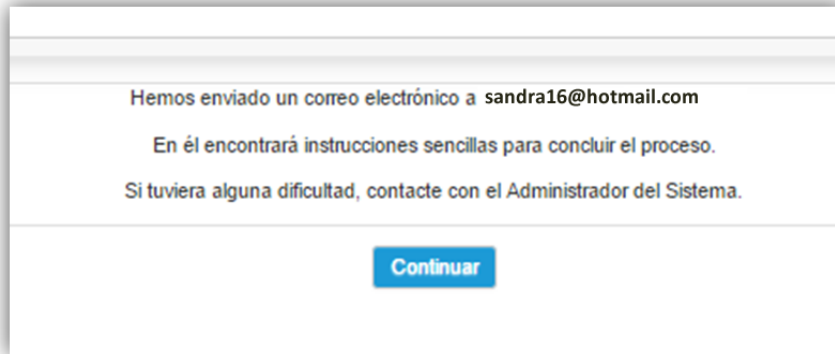 Hemos enviado un correo electrónico a sandra16@hotmail.com
En él encontrará instrucciones sencillas para concluir el proceso.
Si tuviera alguna dificultad, contacte con el Administrador del Sistema.
Continuar